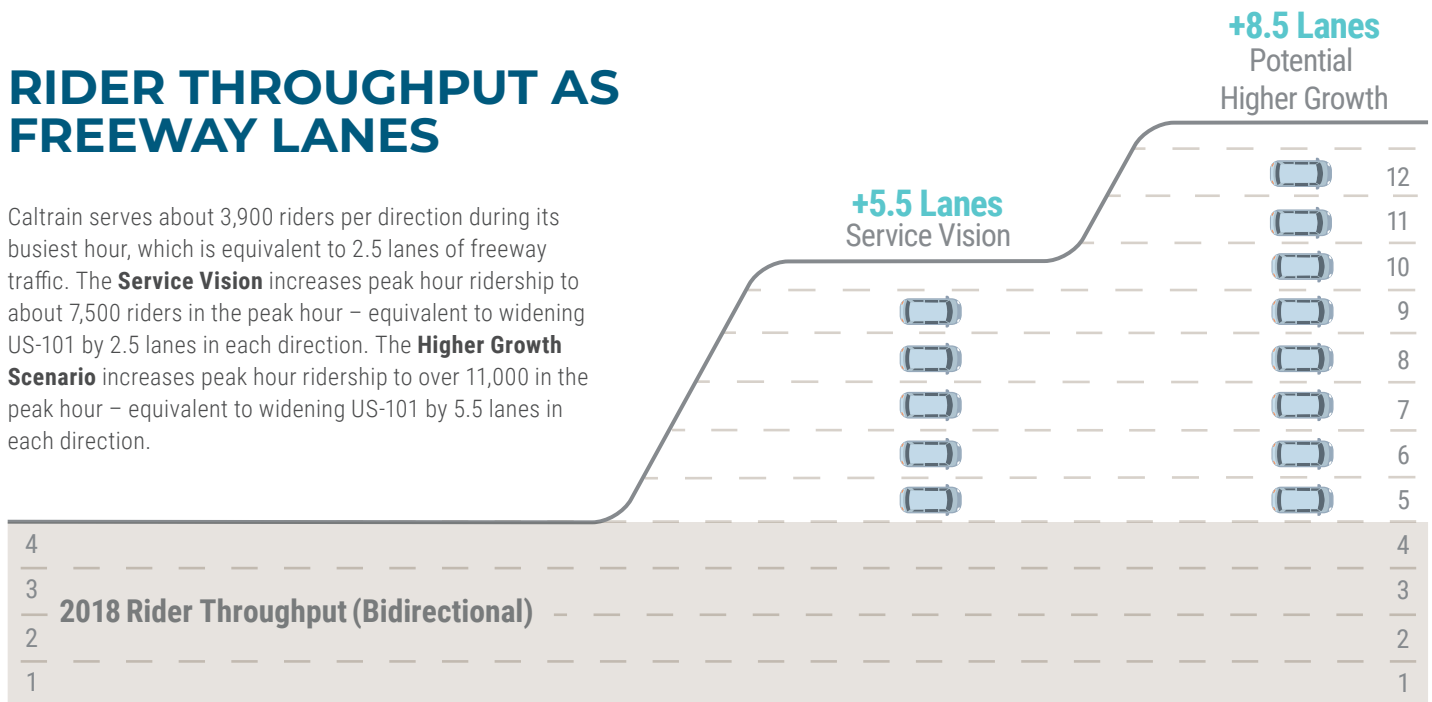 RIDER THROUGHPUT AS
FREEWAY LANES
Caltrain serves about 3,900 riders per direction during its
busiest hour, which is equivalent to 2.5 lanes of freeway
traffic. The Service Vision increases peak hour ridership to
about 7,500 riders in the peak hour – equivalent to widening
US-101 by 2.5 lanes in each direction. The Higher Growth
Scenario increases peak hour ridership to over 11,000 in the
peak hour – equivalent to widening US-101 by 5.5 lanes in
each direction.
+5.5 Lanes
Service Vision
+8.5 Lanes
Potential
Higher Growth
12
11
10
9
8
7
6
5
4
3
2
1
4
3
2
1
2018 Rider Throughput (Bidirectional)